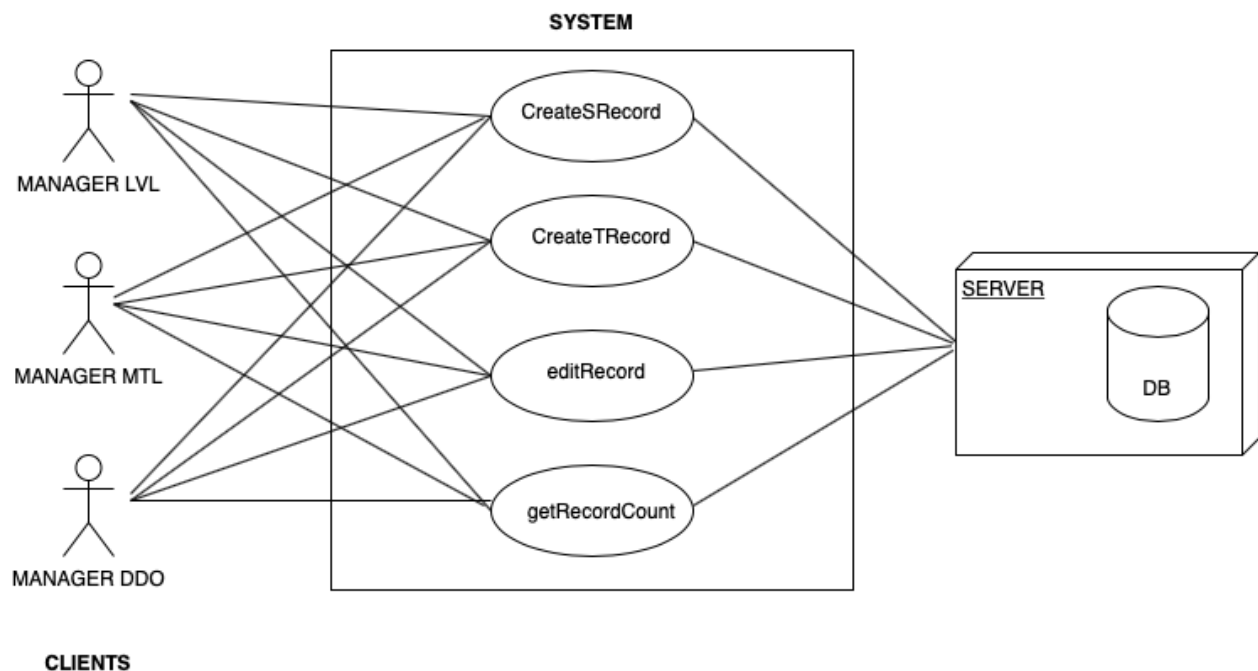 SYSTEM
CreateSRecord
MANAGER LVL
CreateTRecord
SERVER
MANAGER MTL
editRecord
DB
getRecordCount
MANAGER DDO
CLIENTS